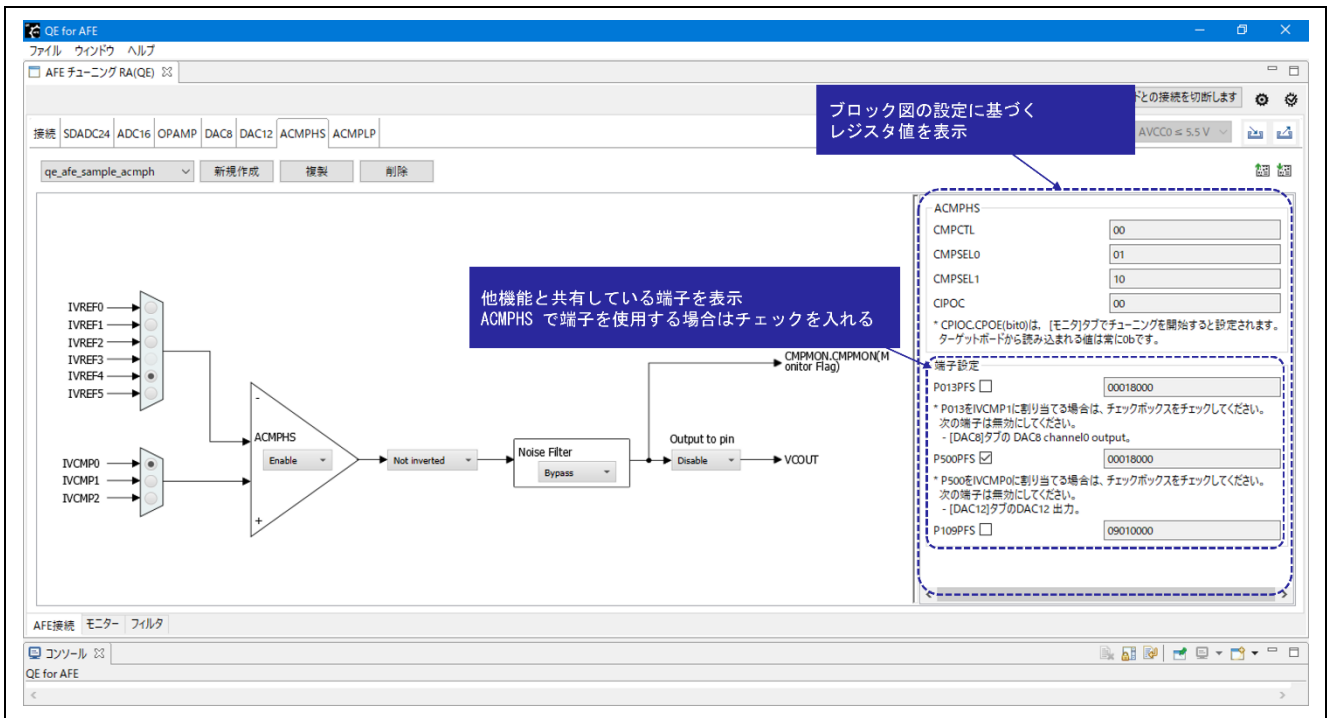 QE for AFE
ファイル ウィンドウ ヘルプ
AFE チューニング RA(QE)
ドとの接続を切断します
ブロック図の設定に基づく
レジスタ値を表示
接続 SDADC24 ADC16 OPAMP DAC8 DAC12 ACMPHS ACMPLP
AVCC0 ≤ 5.5 V
qe_afe_sample_acmph 新規作成 複製 削除
ACMPHS
CMPCTL 00
CMPSEL0 01
CMPSEL1 10
CIPOC 00
* CPIOC.CPOE(bit0)は、[モニタ]タブでチューニングを開始すると設定されます。
ターゲットボードから読み込まれる値は常に0bです。
他機能と共有している端子を表示
ACMPHS で端子を使用する場合はチェックを入れる
IVREF0
IVREF1
IVREF2
IVREF3
IVREF4
IVREF5
IVCMP0
IVCMP1
IVCMP2
-
ACMPHS
Enable
+
Not inverted
Noise Filter
Bypass
Output to pin
Disable
VCOUT
CMPMON.CMPMON(M
onitor Flag)
端子設定
P013PFS 00018000
* P013をIVCMP1に割り当てる場合は、チェックボックスをチェックしてください。
次の端子は無効にしてください。
- [DAC8]タブの DAC8 channel0 output。
P500PFS 00018000
* P500をIVCMP0に割り当てる場合は、チェックボックスをチェックしてください。
次の端子は無効にしてください。
- [DAC12]タブのDAC12 出力。
P109PFS 09010000
AFE接続 モニター フィルタ
コンソール
QE for AFE